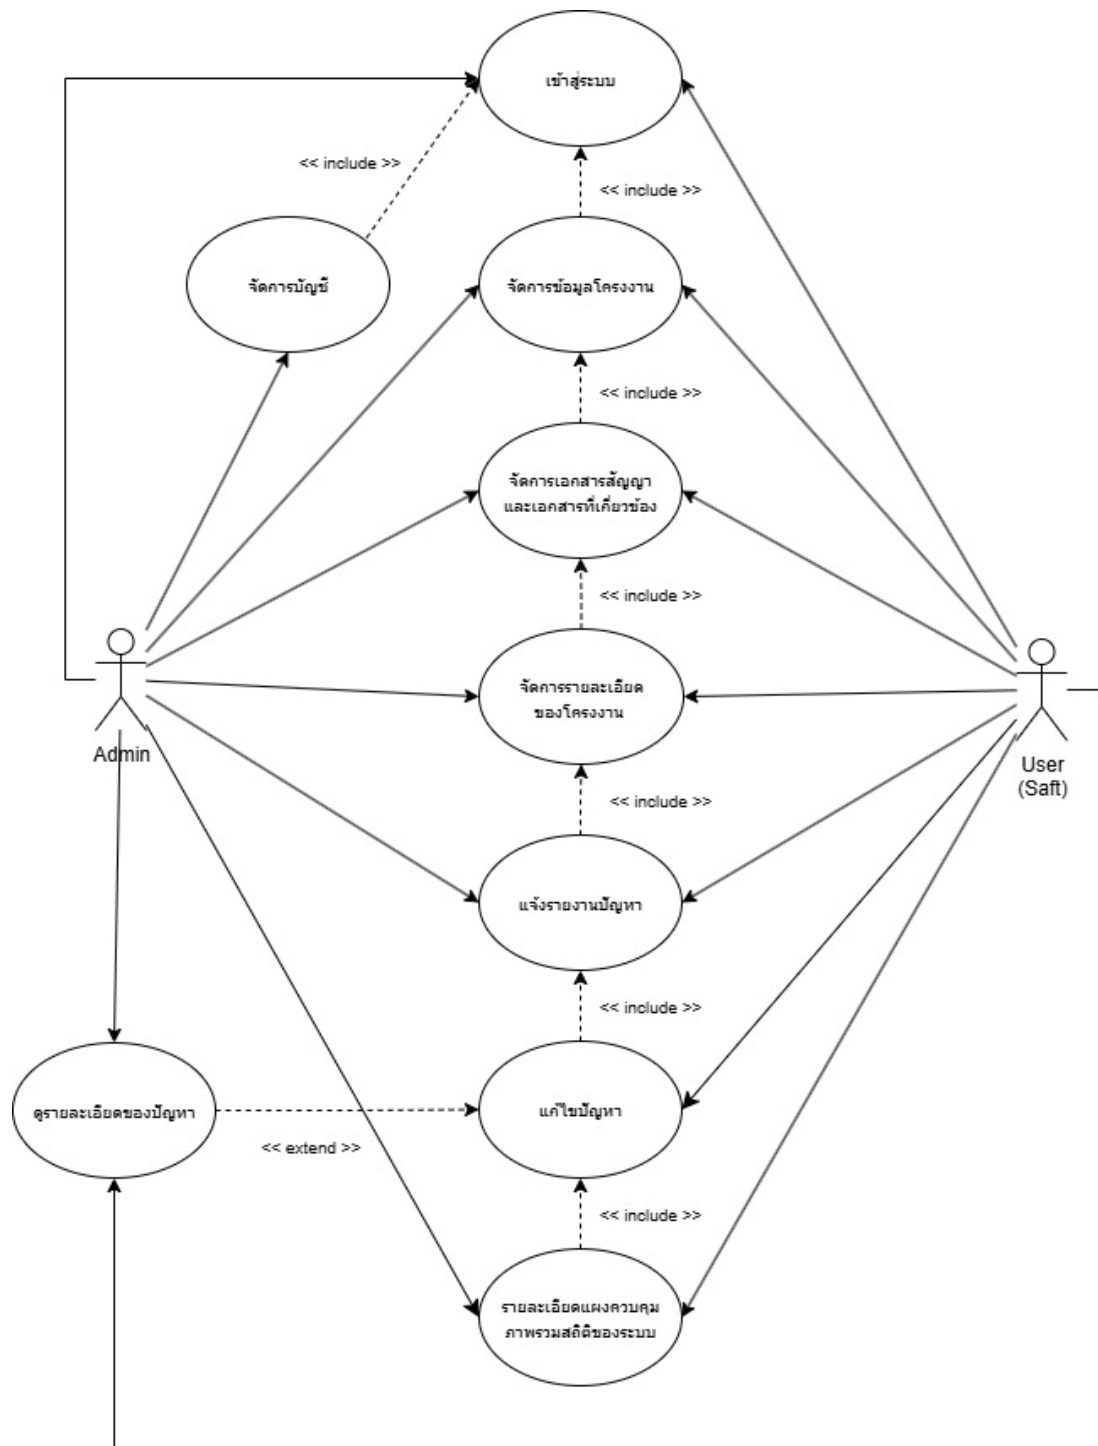 เข้าสู่ระบบ
<< include >>
<< include >>
จัดการบัญชี
จัดการข้อมูลโครงงาน
<< include >>
จัดการเอกสารสัญญา
และเอกสารที่เกี่ยวข้อง
<< include >>
จัดการรายละเอียด
ของโครงงาน
Admin
User
(Saft)
<< include >>
แจ้งรายงานปัญหา
<< include >>
ดูรายละเอียดของปัญหา
แก้ไขปัญหา
<< extend >>
<< include >>
รายละเอียดแผงควบคุม
ภาพรวมสถิติของระบบ